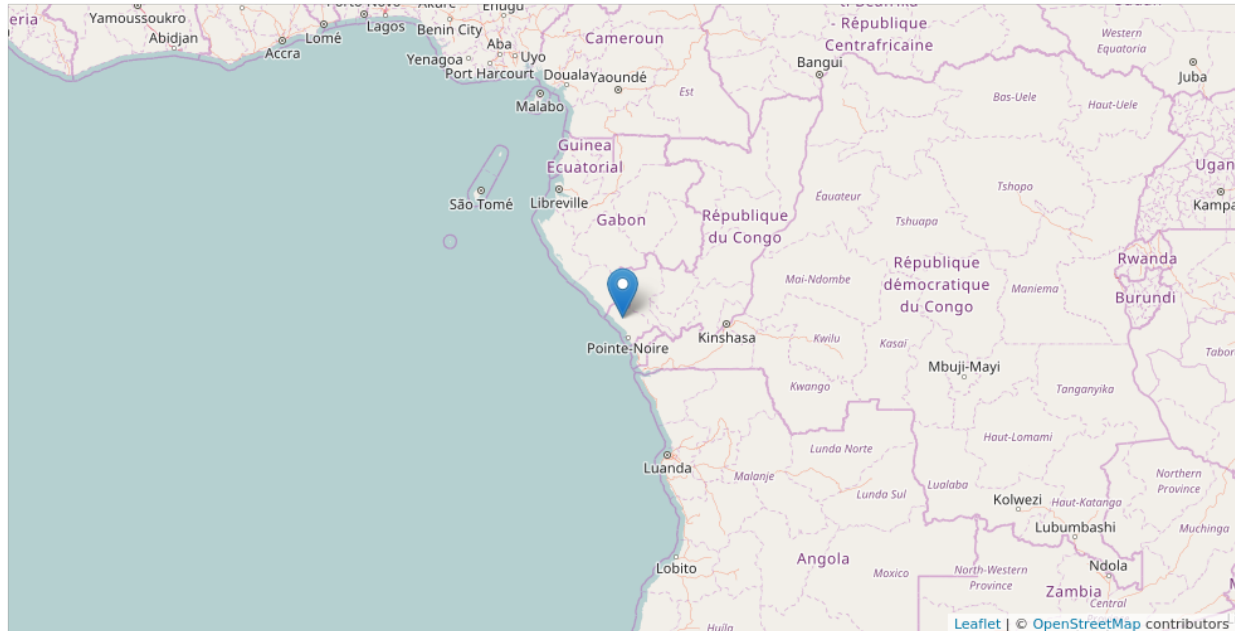 Yamoussoukro
Abidjan
Accra
Lomé
Lagos
Benin City
Enugu
Aba
Uyo
Yenagoa
Port Harcourt
Douala
Yaoundé
Malabo
Cameroun
Est
- République
Centrafricaine
Bangui
Western
Equatoria
Juba
Bas-Uele
Haut-Uele
Guinea
Ecuatorial
São Tomé
Libreville
Gabon
République
du Congo
Éauateur
Tshopo
Tshuapa
Ugan
Kampa
République
démocratique
du Congo
Mai-Ndombe
Maniema
Rwanda
Burundi
Pointe-Noire
Kinshasa
Kwilu
Kasai
Tabor
Mbuji-Mayi
Kwango
Tanganyika
Haut-Lomami
Luanda
Malanje
Lunda Norte
Lunda Sul
Lualaba
Northern
Province
Kolwezi
Haut-Katanga
Lubumbashi
Muchinga
Lobito
Angola
Moxico
North-Western
Province
Ndola
Zambia
Central
Huíla
Leaflet | © OpenStreetMap contributors